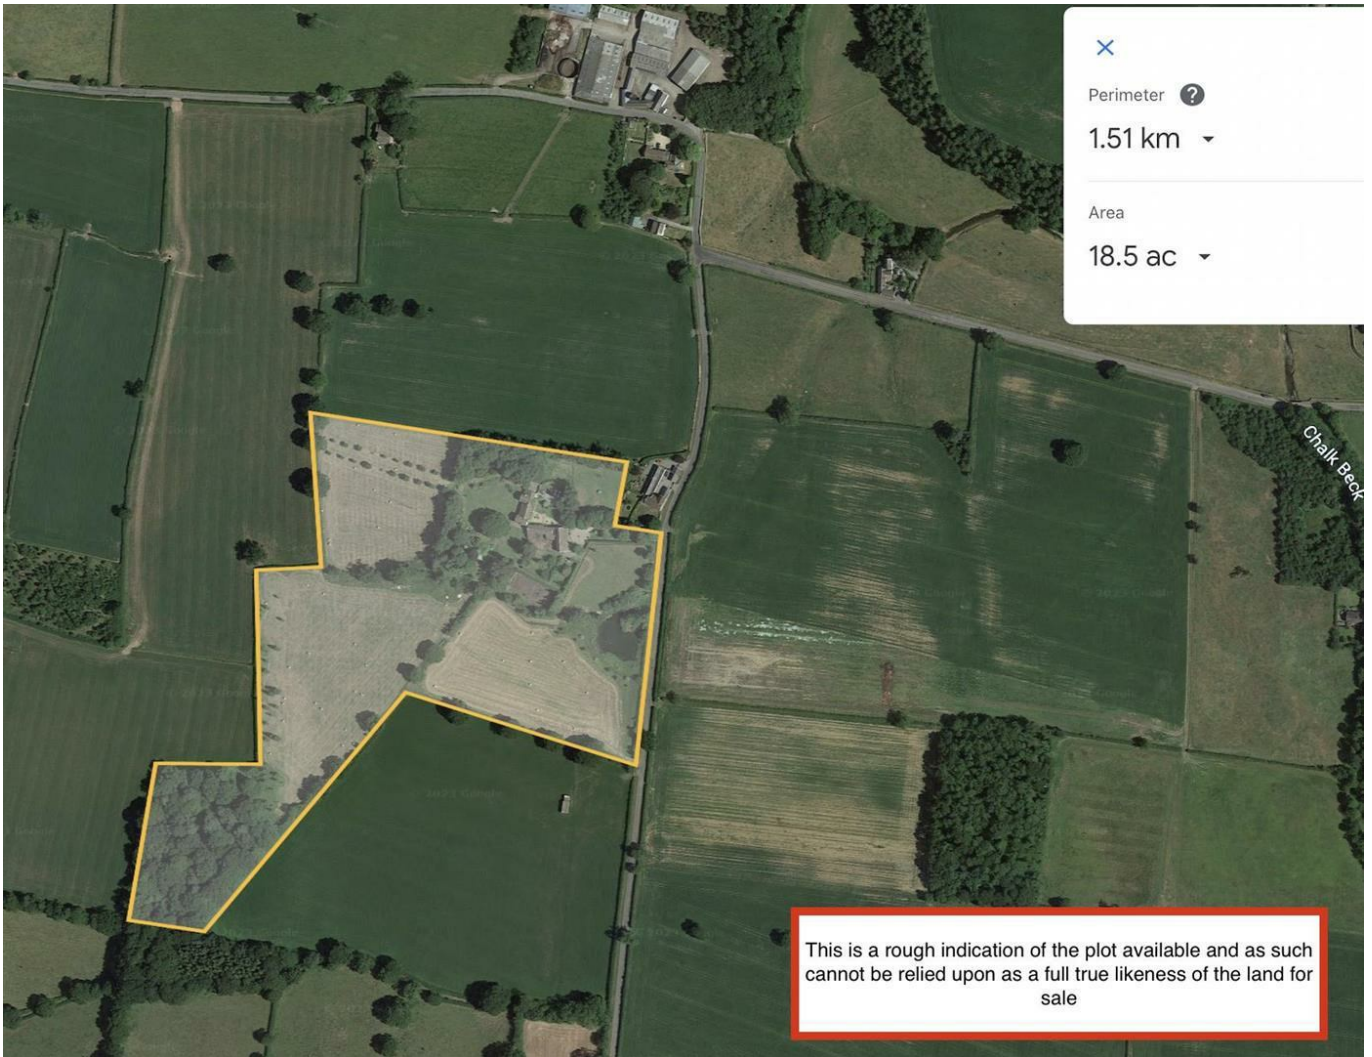 Perimeter ?
1.51 km
Area
18.5 ac
Chalk Beck
This is a rough indication of the plot available and as such
cannot be relied upon as a full true likeness of the land for
sale